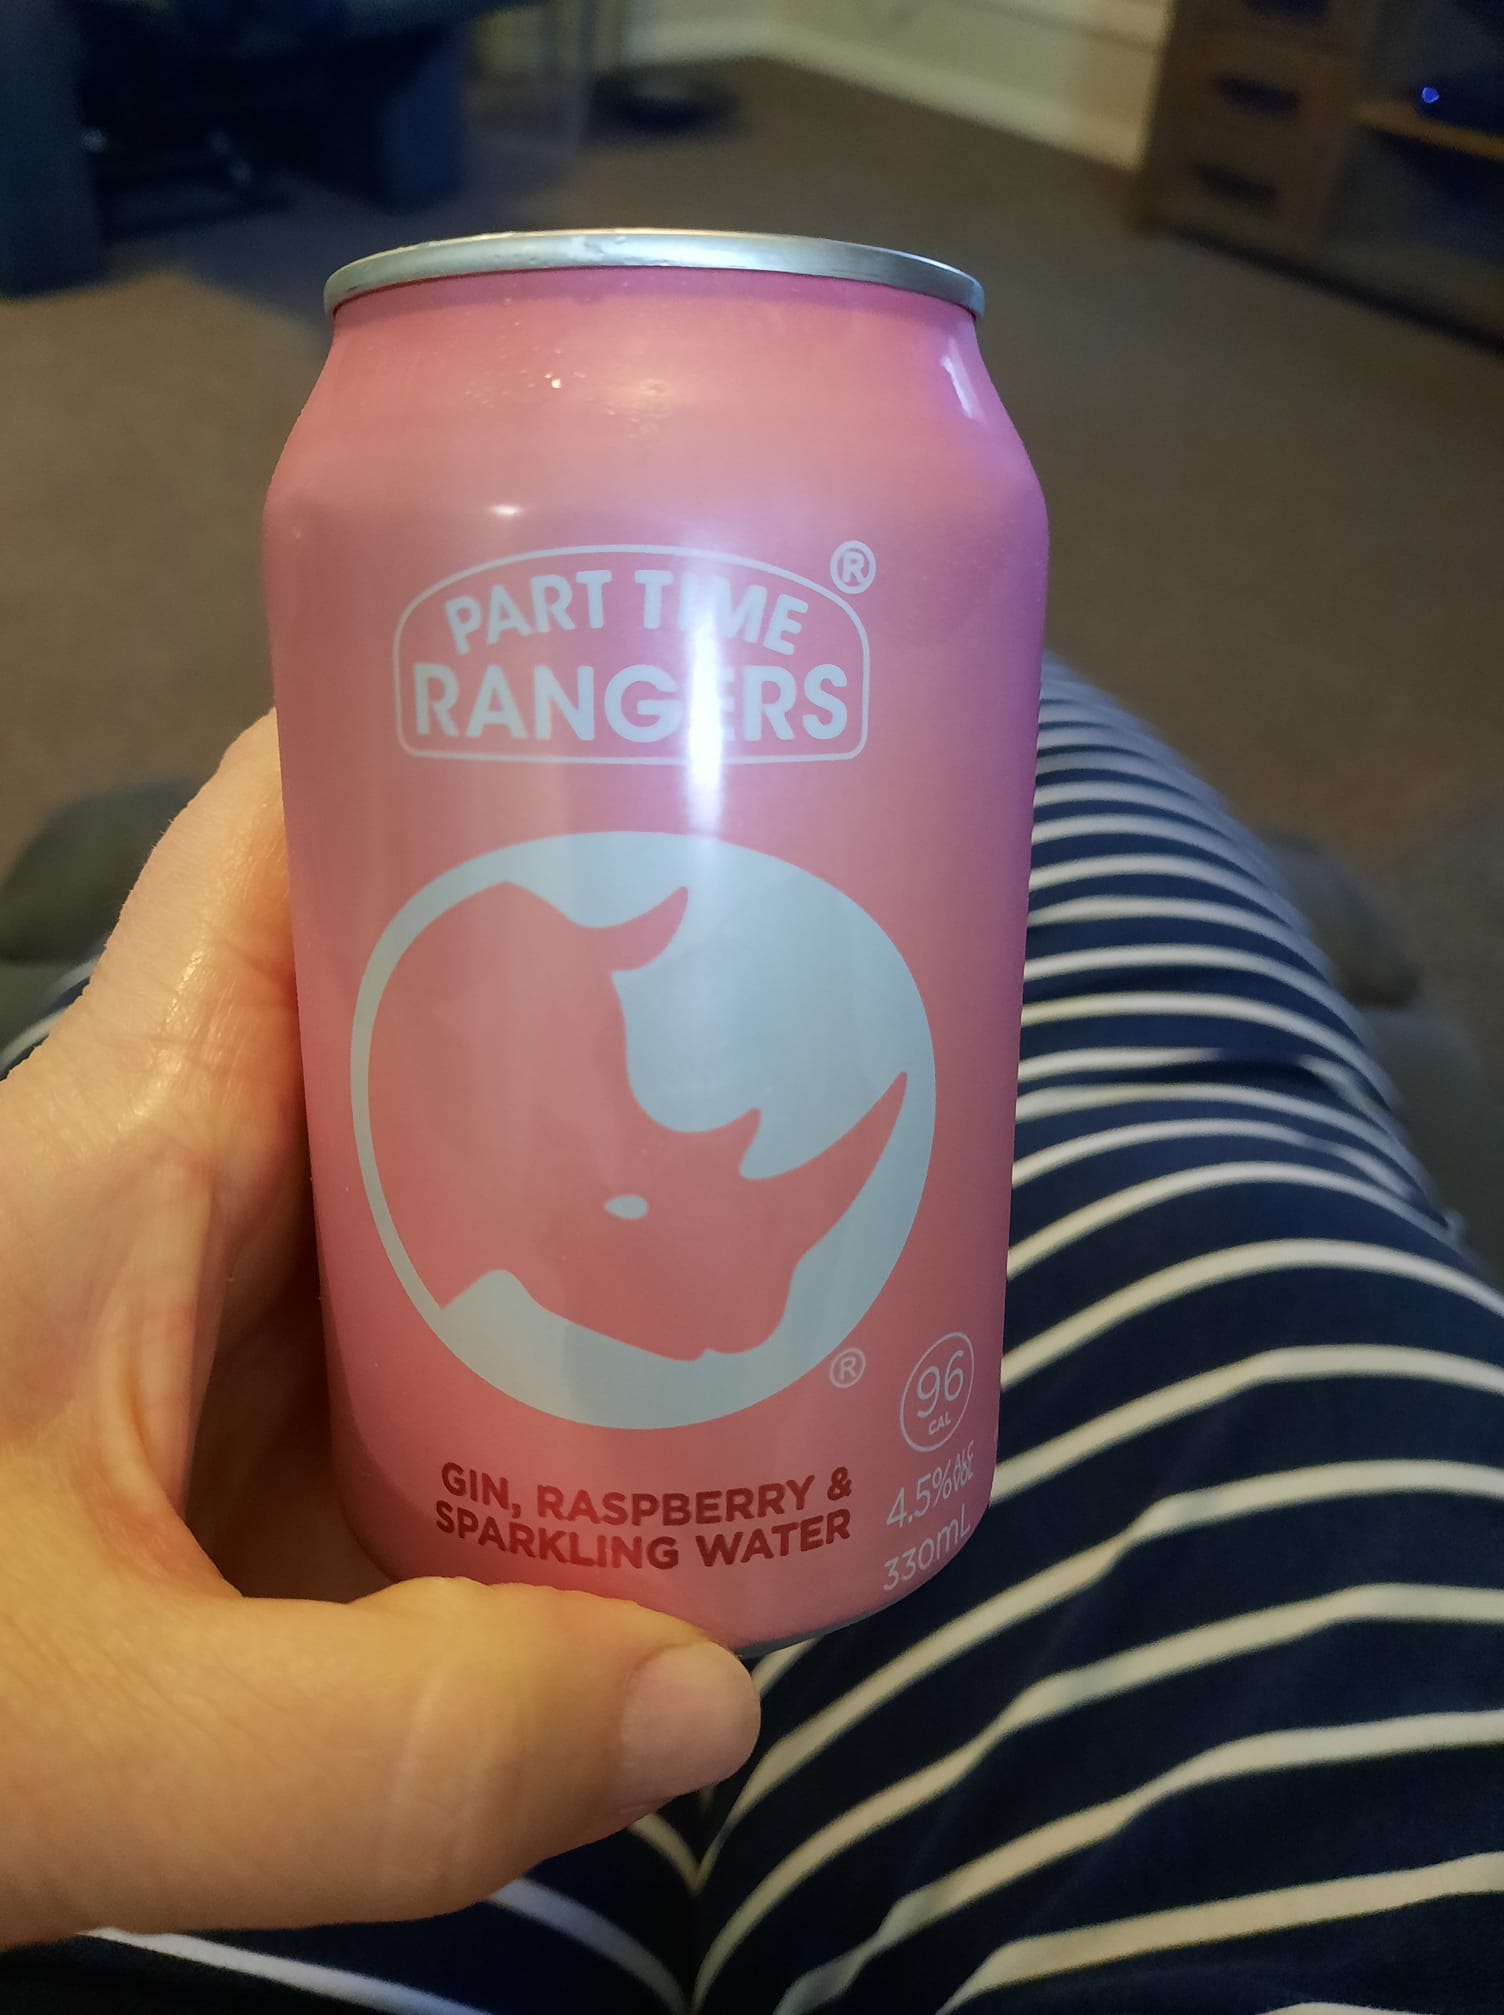 PART TIME
RANGERS
®
®
96
CAL
4.5% ALC
VOL
330mL
GIN, RASPBERRY &
SPARKLING WATER